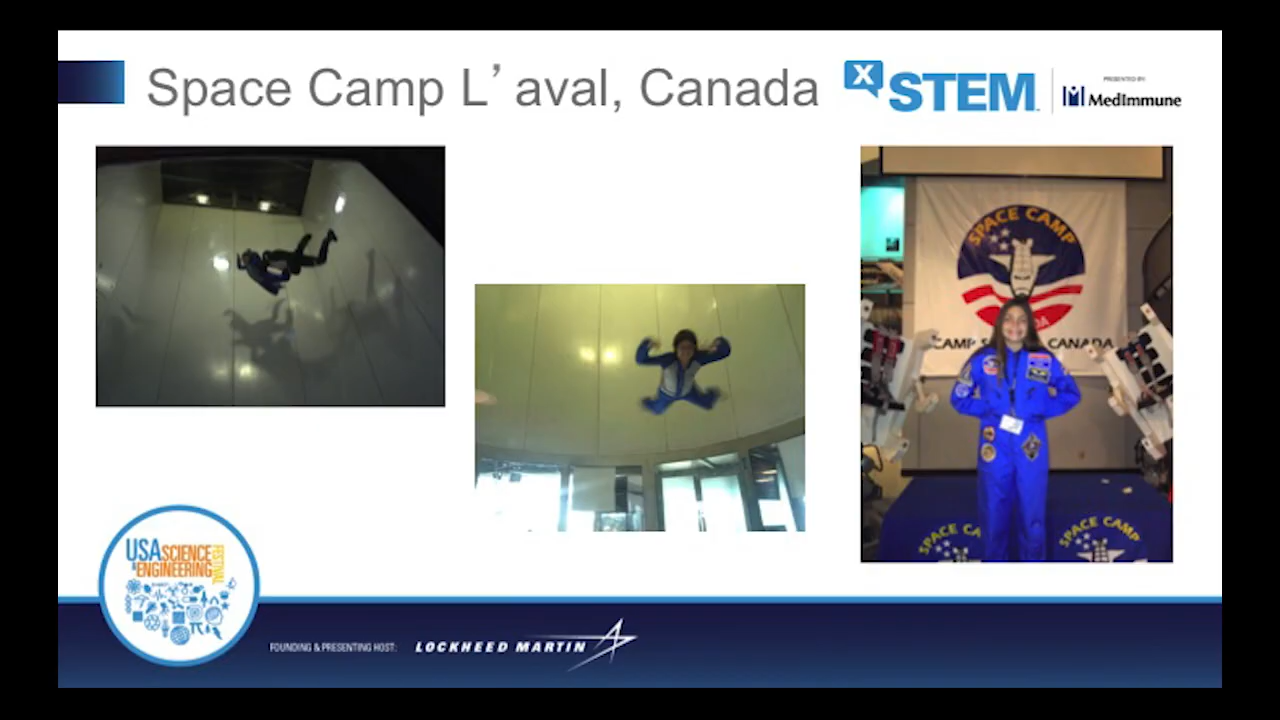 Space Camp L’aval, Canada
X
STEM
PRESENTED BY
MedImmune
SPACE CAMP
CAMP
CANADA
SPACE CA
SPACE CAMP
USA SCIENCE
& ENGINEERING
FESTIVAL
FOUNDING & PRESENTING HOST:
LOCKHEED MARTIN